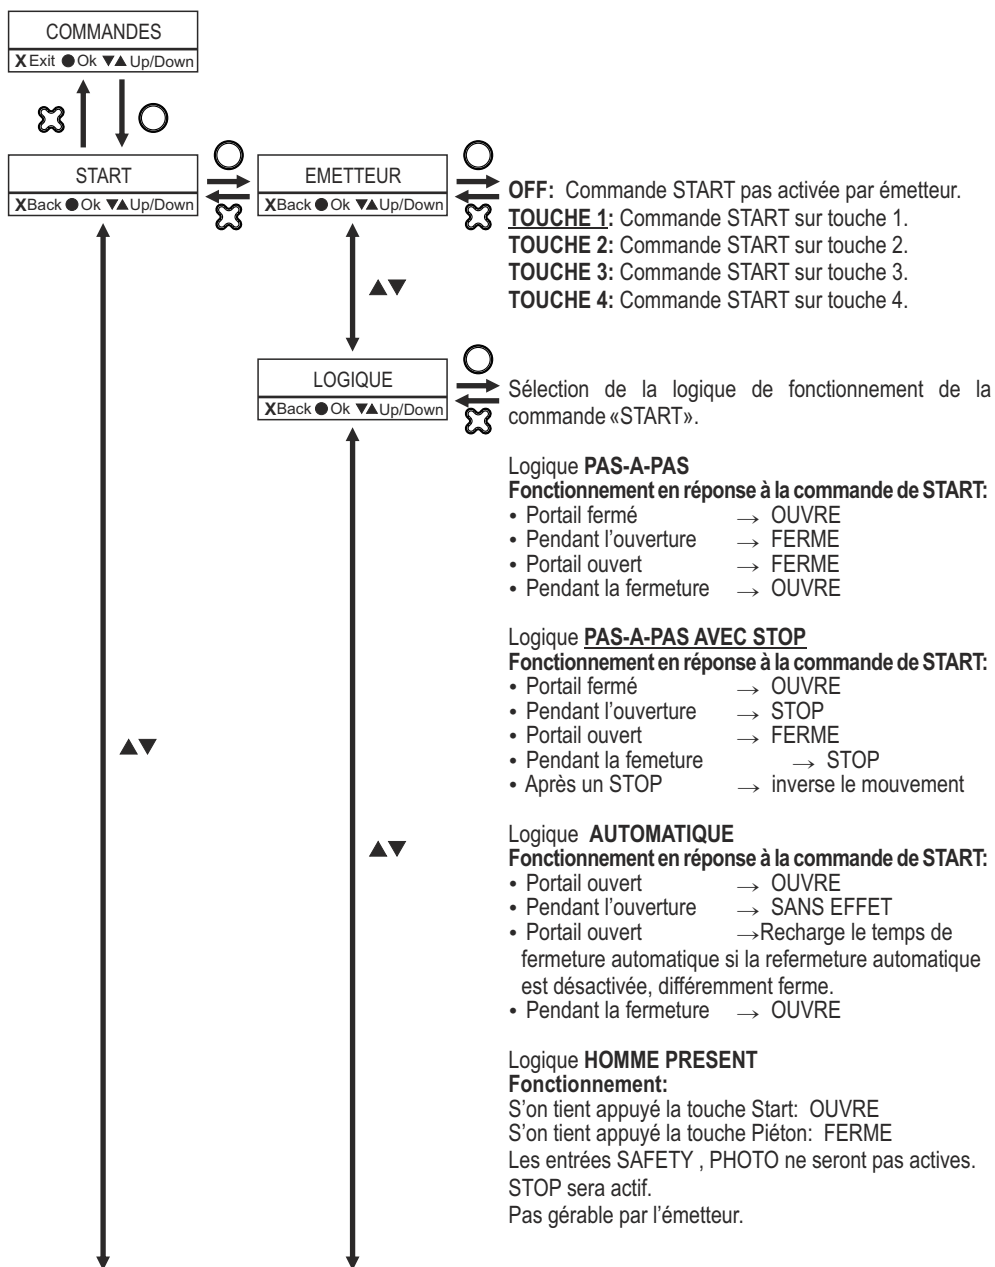 COMMANDES
X Exit ● Ok ▼▲ Up/Down
START
XBack ● Ok ▼▲Up/Down
EMETTEUR
XBack ● Ok ▼▲Up/Down
OFF: Commande START pas activée par émetteur.
TOUCHE 1: Commande START sur touche 1.
TOUCHE 2: Commande START sur touche 2.
TOUCHE 3: Commande START sur touche 3.
TOUCHE 4: Commande START sur touche 4.
▲▼
LOGIQUE
XBack ● Ok ▼▲Up/Down
Sélection de la logique de fonctionnement de la
commande «START».
Logique PAS-A-PAS
Fonctionnement en réponse à la commande de START:
• Portail fermé → OUVRE
• Pendant l'ouverture → FERME
• Portail ouvert → FERME
• Pendant la fermeture → OUVRE
Logique PAS-A-PAS AVEC STOP
Fonctionnement en réponse à la commande de START:
• Portail fermé → OUVRE
• Pendant l'ouverture → STOP
• Portail ouvert → FERME
• Pendant la femeture → STOP
• Après un STOP → inverse le mouvement
▲▼
▲▼
Logique AUTOMATIQUE
Fonctionnement en réponse à la commande de START:
• Portail ouvert → OUVRE
• Pendant l'ouverture → SANS EFFET
• Portail ouvert →Recharge le temps de
fermeture automatique si la refermeture automatique
est désactivée, différemment ferme.
• Pendant la fermeture → OUVRE
Logique HOMME PRESENT
Fonctionnement:
S'on tient appuyé la touche Start: OUVRE
S'on tient appuyé la touche Piéton: FERME
Les entrées SAFETY , PHOTO ne seront pas actives.
STOP sera actif.
Pas gérable par l'émetteur.